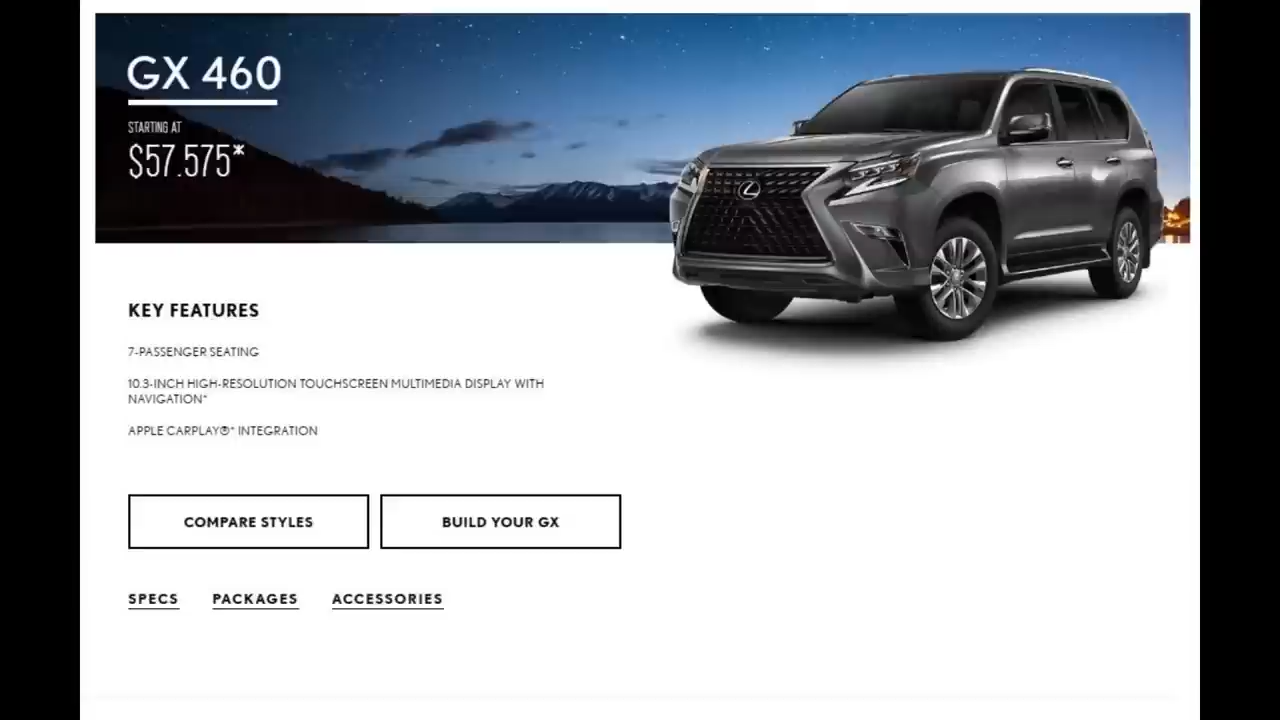 GX 460
STARTING AT
$57.575*
KEY FEATURES
7-PASSENGER SEATING
10.3-INCH HIGH-RESOLUTION TOUCHSCREEN MULTIMEDIA DISPLAY WITH
NAVIGATION*
APPLE CARPLAY®* INTEGRATION
COMPARE STYLES
BUILD YOUR GX
SPECS
PACKAGES
ACCESSORIES